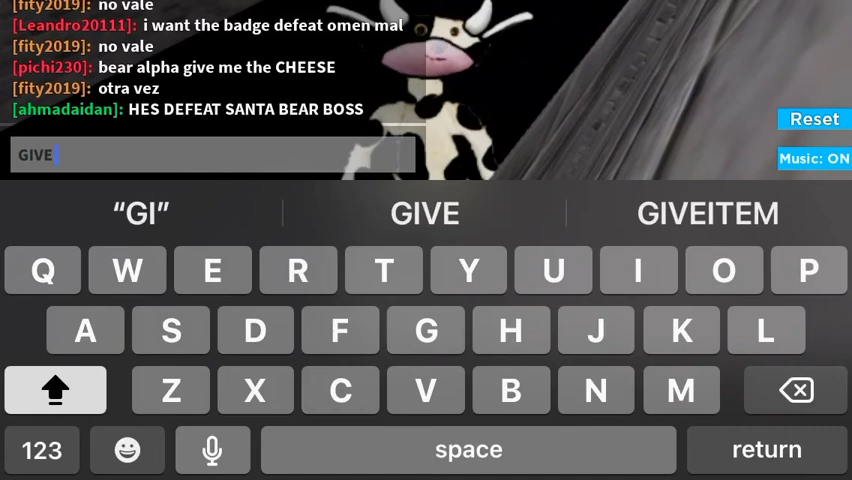 [fity2019]: no vale
[Leandro20111]: i want the badge defeat omen mal
[fity2019]: no vale
[pichi230]: bear alpha give me the CHEESE
[fity2019]: otra vez
[ahmadaidan]: HES DEFEAT SANTA BEAR BOSS
Reset
GIVE
Music: ON
“GI” GIVE GIVEITEM
Q W E R T Y U I O P
A S D F G H J K L
Z X C V B N M
123 space return